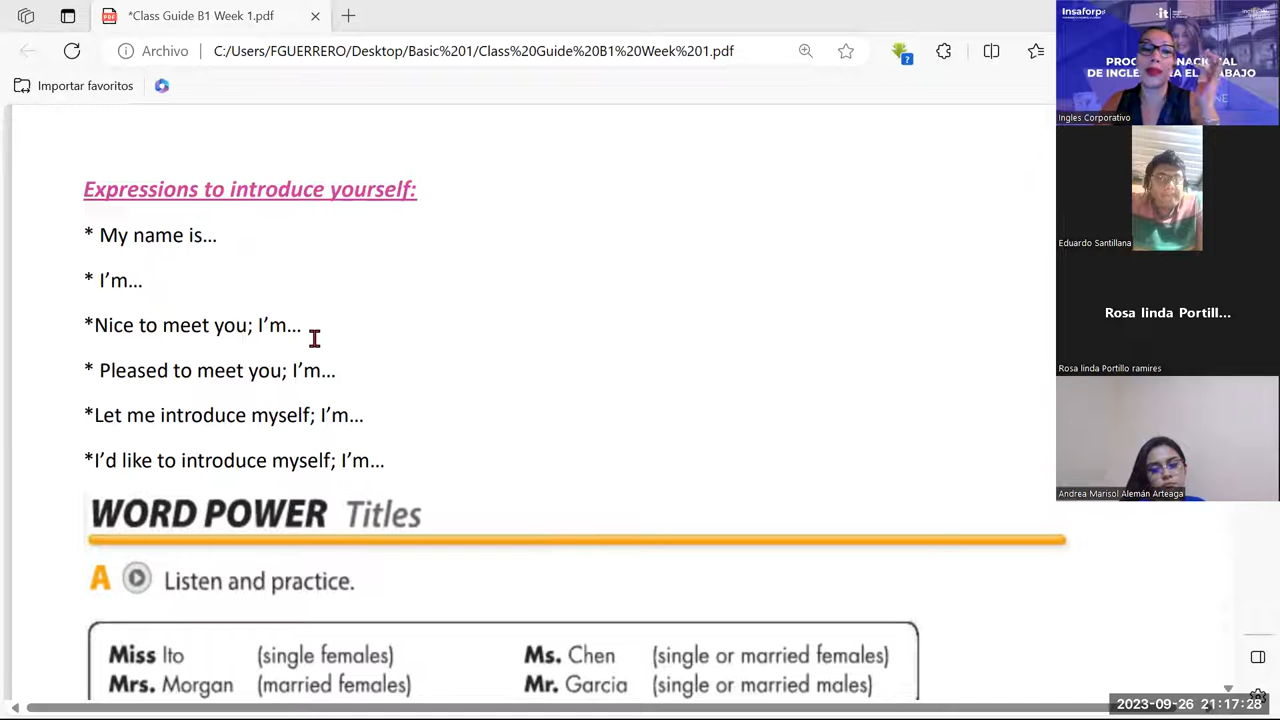 *Class Guide B1 Week 1.pdf
Archivo
C:/Users/FGUERRERO/Desktop/Basic%201/Class%20Guide%20B1%20Week%201.pdf
Importar favoritos
Expressions to introduce yourself:
* My name is...
* I'm...
*Nice to meet you; I'm...
* Pleased to meet you; I'm...
*Let me introduce myself; I'm...
*I'd like to introduce myself; I'm...
WORD POWER Titles
A Listen and practice.
Miss Ito (single females) Ms. Chen (single or married females)
Mrs. Morgan (married females) Mr. Garcia (single or married males)
Insaforp
Ingles Corporativo
Eduardo Santillana
Rosa linda Portill...
Rosa linda Portillo ramires
Andrea Marisol Alemán Arteaga
2023-09-26 21:17:28